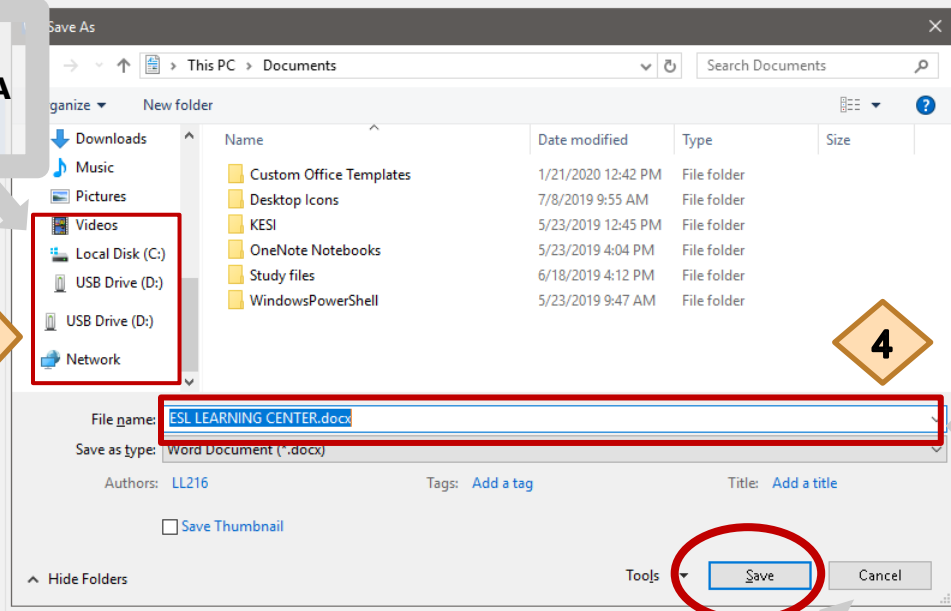 Save As
A
This PC > Documents
Search Documents
ganize
New folder
Name
Date modified
Type
Size
Downloads
Music
Pictures
Videos
Local Disk (C:)
USB Drive (D:)
USB Drive (D:)
Network
Custom Office Templates 1/21/2020 12:42 PM File folder
Desktop Icons 7/8/2019 9:55 AM File folder
KESI 5/23/2019 12:45 PM File folder
OneNote Notebooks 5/23/2019 4:04 PM File folder
Study files 6/18/2019 4:12 PM File folder
WindowsPowerShell 5/23/2019 9:47 AM File folder
4
File name: ESL LEARNING CENTER.docx
Save as type: Word Document (*.docx)
Authors: LL216 Tags: Add a tag Title: Add a title
Save Thumbnail
Hide Folders
Tools
Save
Cancel